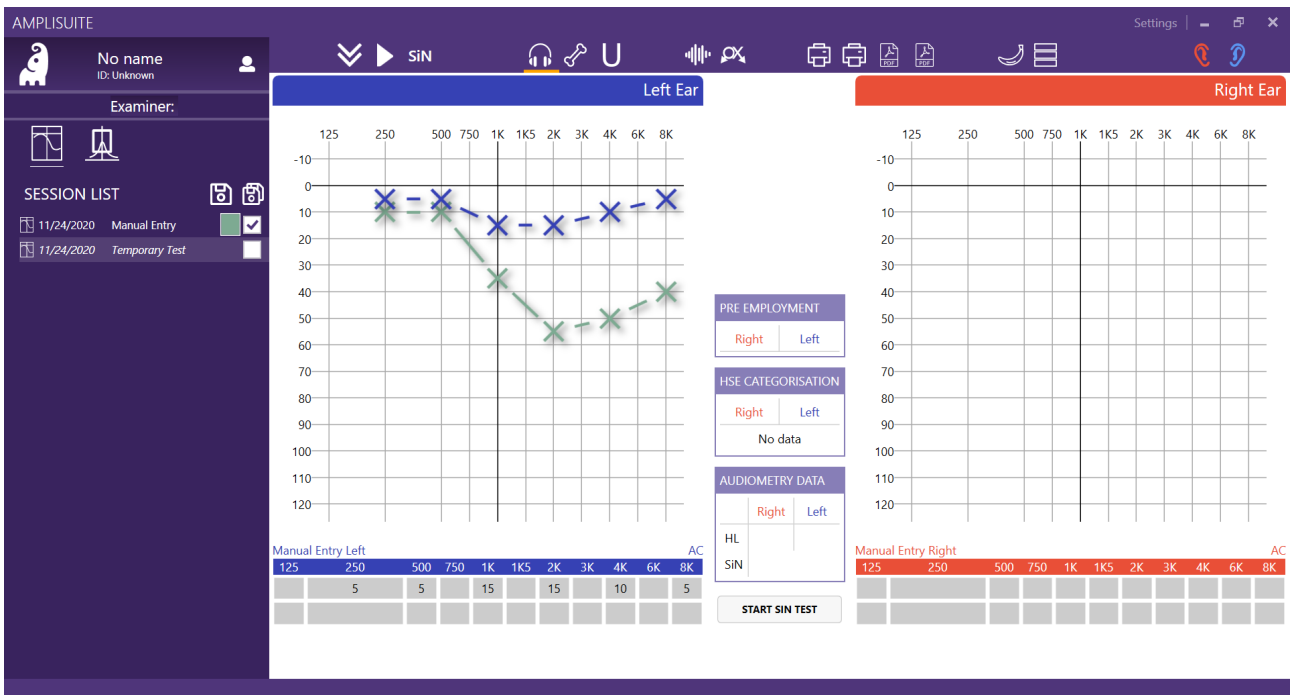 AMPLISUITE
Settings
No name
ID: Unknown
SiN
PDF
PDF
Examiner:
SESSION LIST
11/24/2020 Manual Entry
11/24/2020 Temporary Test
Left Ear
125 250 500 750 1K 1K5 2K 3K 4K 6K 8K
-10
0
10
20
30
40
50
60
70
80
90
100
110
120
Manual Entry Left AC
125 250 500 750 1K 1K5 2K 3K 4K 6K 8K
5 5 15 15 10 5
PRE EMPLOYMENT
Right Left
HSE CATEGORISATION
Right Left
No data
AUDIOMETRY DATA
Right Left
HL
SiN
START SIN TEST
Right Ear
125 250 500 750 1K 1K5 2K 3K 4K 6K 8K
-10
0
10
20
30
40
50
60
70
80
90
100
110
120
Manual Entry Right AC
125 250 500 750 1K 1K5 2K 3K 4K 6K 8K